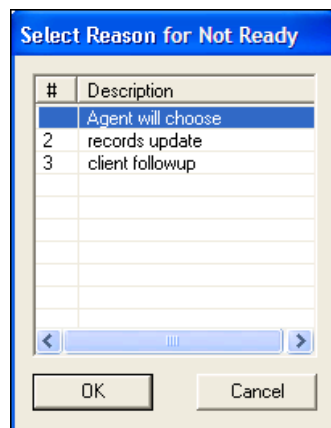 Select Reason for Not Ready
# Description
Agent will choose
2 records update
3 client followup
OK Cancel